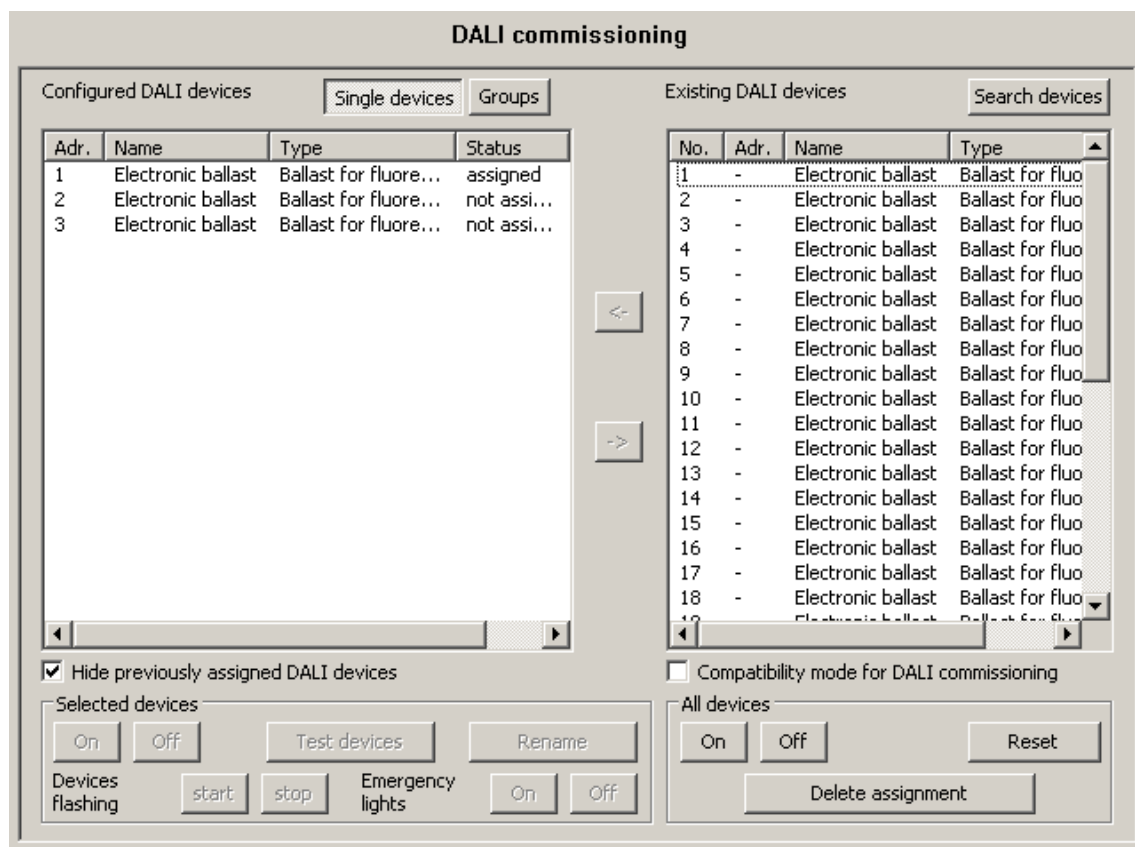 DALI commissioning
Configured DALI devices Single devices Groups Existing DALI devices Search devices
Adr. Name Type Status
1 Electronic ballast Ballast for fluore... assigned
2 Electronic ballast Ballast for fluore... not assi...
3 Electronic ballast Ballast for fluore... not assi...
<-
->
No. Adr. Name Type
1 - Electronic ballast Ballast for fluo
2 - Electronic ballast Ballast for fluo
3 - Electronic ballast Ballast for fluo
4 - Electronic ballast Ballast for fluo
5 - Electronic ballast Ballast for fluo
6 - Electronic ballast Ballast for fluo
7 - Electronic ballast Ballast for fluo
8 - Electronic ballast Ballast for fluo
9 - Electronic ballast Ballast for fluo
10 - Electronic ballast Ballast for fluo
11 - Electronic ballast Ballast for fluo
12 - Electronic ballast Ballast for fluo
13 - Electronic ballast Ballast for fluo
14 - Electronic ballast Ballast for fluo
15 - Electronic ballast Ballast for fluo
16 - Electronic ballast Ballast for fluo
17 - Electronic ballast Ballast for fluo
18 - Electronic ballast Ballast for fluo
Hide previously assigned DALI devices
Compatibility mode for DALI commissioning
Selected devices
On Off Test devices Rename
Devices flashing start stop Emergency lights On Off
All devices
On Off Reset
Delete assignment